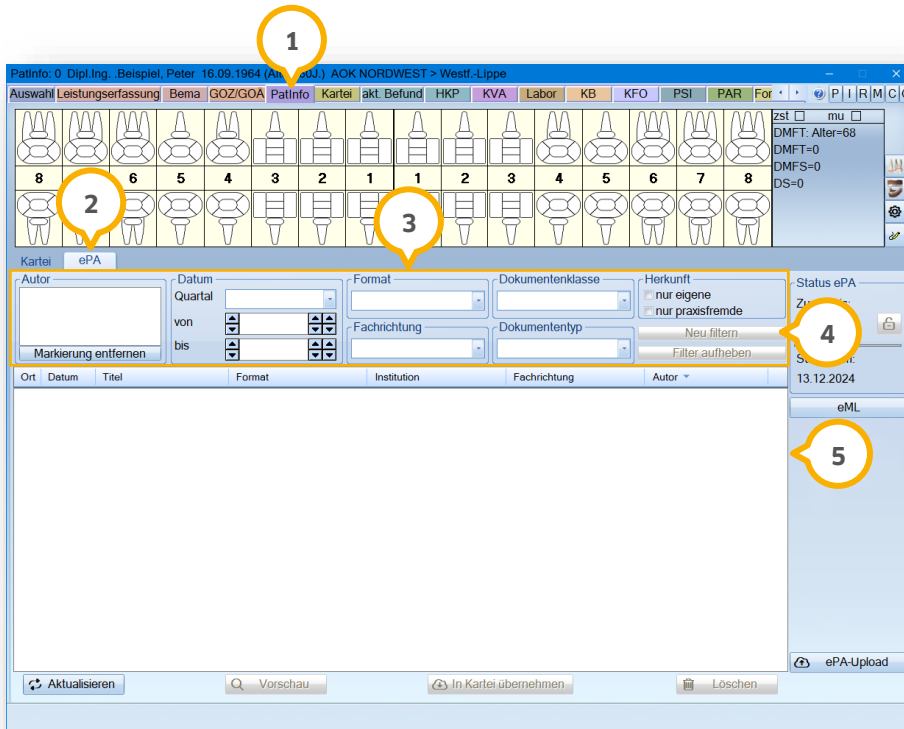 1
PatInfo: 0 Dipl.Ing. .Beispiel, Peter 16.09.1964 (Alt 60J.) AOK NORDWEST > Westf.-Lippe
Auswahl Leistungserfassung Bema GOZ/GOÄ PatInfo Kartei akt. Befund HKP KVA Labor KB KFO PSI PAR For P I R M C
zst mu
DMFT: Alter=68
DMFT=0
DMFS=0
DS=0
8 6 5 4 3 2 1 1 2 3 4 5 6 7 8
2
3
Kartei ePA
Autor
Markierung entfernen
Datum
Quartal
von
bis
Format
Fachrichtung
Dokumentenklasse
Dokumententyp
Herkunft
nur eigene
nur praxisfremde
Neu filtern
Filter aufheben
4
Status ePA
13.12.2024
eML
Ort Datum Titel Format Institution Fachrichtung Autor
5
ePA-Upload
Aktualisieren Vorschau In Kartei übernehmen Löschen